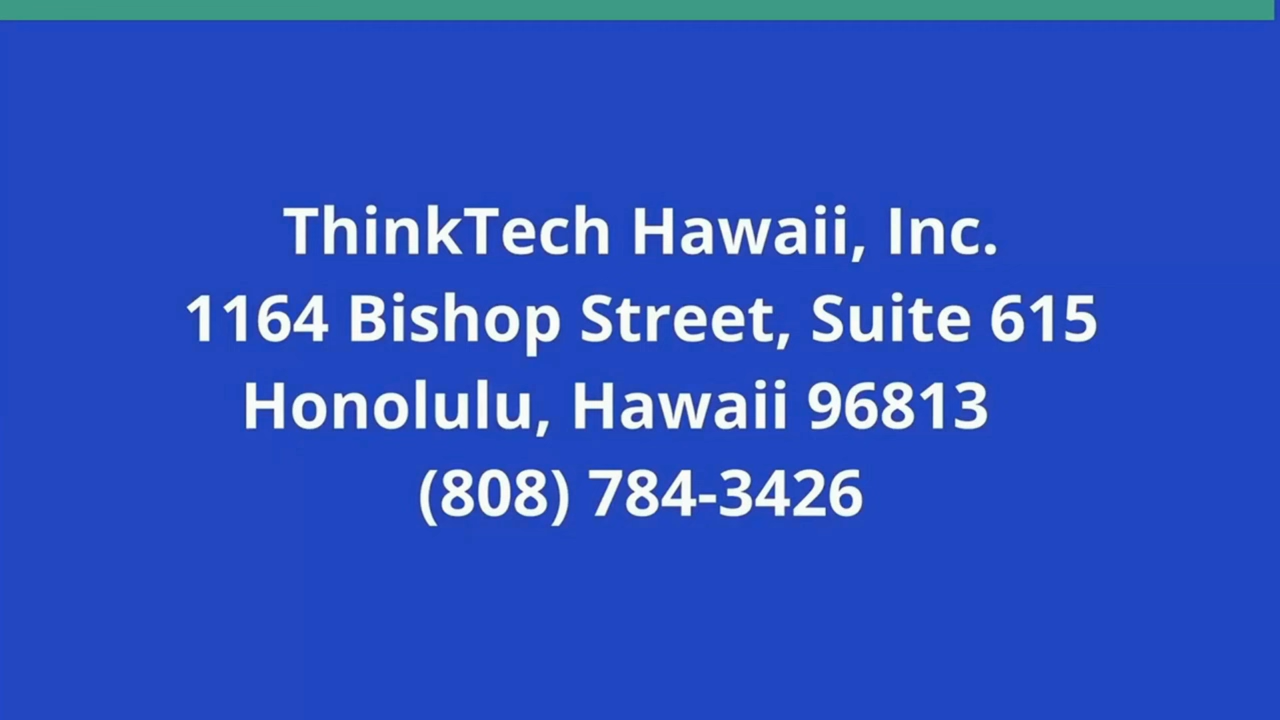 ThinkTech Hawaii, Inc.
1164 Bishop Street, Suite 615
Honolulu, Hawaii 96813
(808) 784-3426